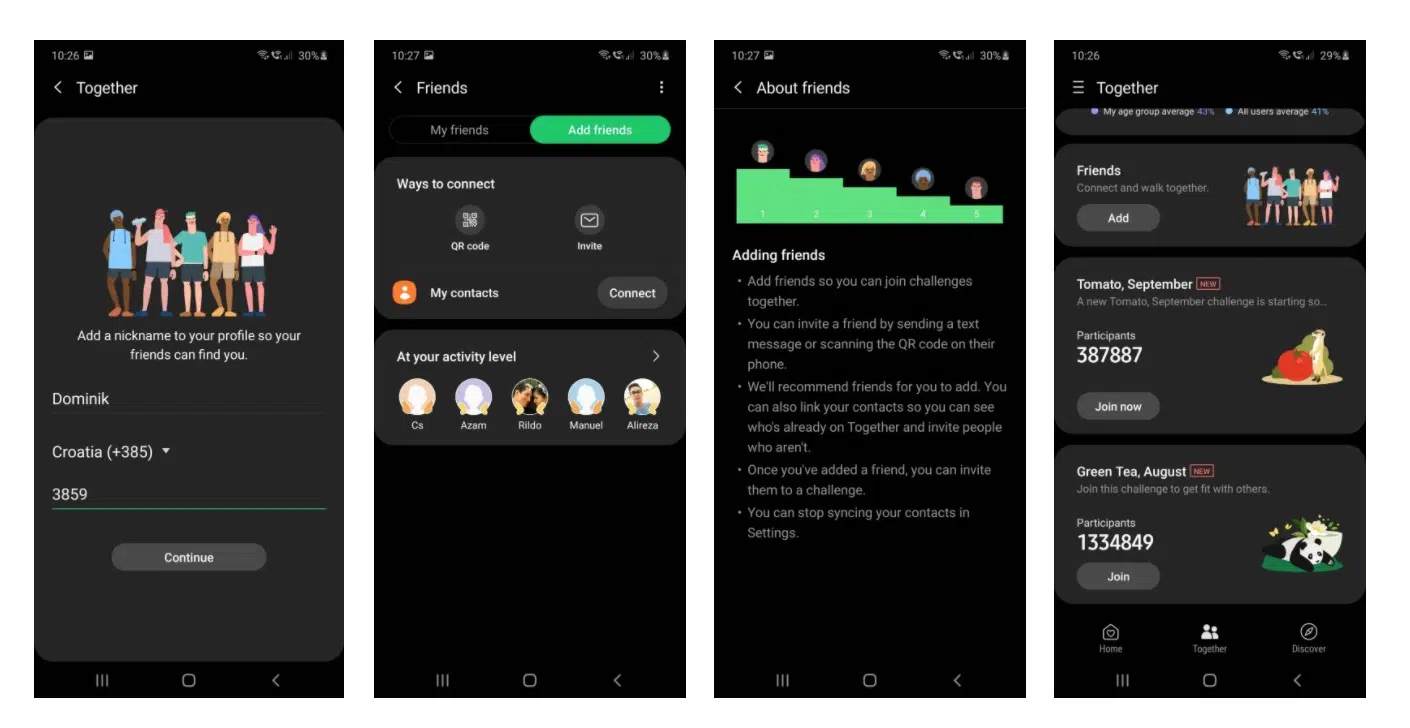 10:26
30%
Together
Add a nickname to your profile so your
friends can find you.
Dominik
Croatia (+385)
3859
Continue
10:27
30%
Friends
My friends
Add friends
Ways to connect
QR code
Invite
My contacts
Connect
At your activity level
Cs
Azam
Rildo
Manuel
Alireza
10:27
30%
About friends
1
2
3
4
5
Adding friends
• Add friends so you can join challenges
together.
• You can invite a friend by sending a text
message or scanning the QR code on their
phone.
• We'll recommend friends for you to add. You
can also link your contacts so you can see
who's already on Together and invite people
who aren't.
• Once you've added a friend, you can invite
them to a challenge.
• You can stop syncing your contacts in
Settings.
10:26
29%
Together
My age group average 43%
All users average 41%
Friends
Connect and walk together.
Add
Tomato, September NEW
A new Tomato, September challenge is starting so...
Participants
387887
Join now
Green Tea, August NEW
Join this challenge to get fit with others.
Participants
1334849
Join
Home
Together
Discover